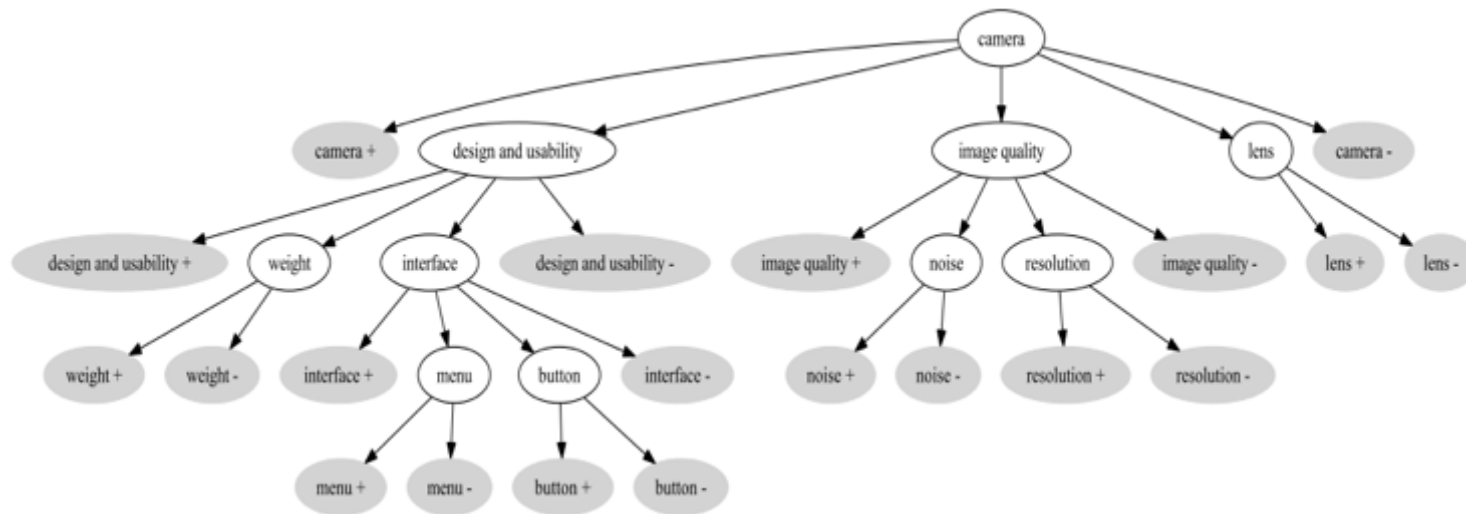 camera
camera +
design and usability
image quality
lens
camera -
design and usability +
weight
interface
design and usability -
image quality +
noise
resolution
image quality -
lens +
lens -
weight +
weight -
interface +
menu
button
interface -
noise +
noise -
resolution +
resolution -
menu +
menu -
button +
button -